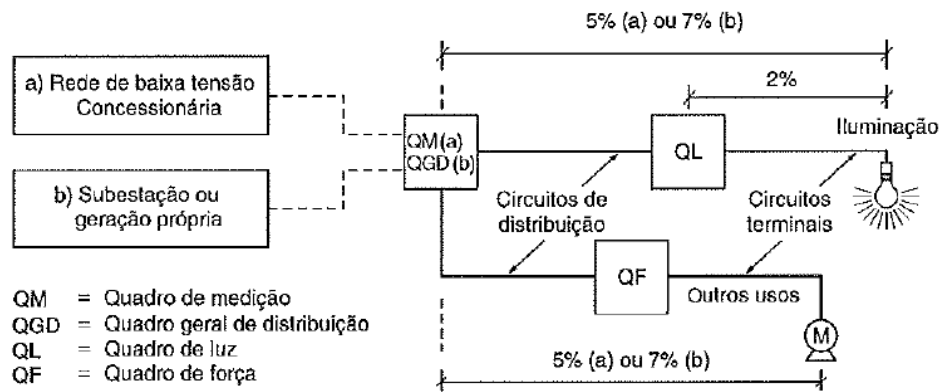 5% (a) ou 7% (b)
a) Rede de baixa tensão
Concessionária
2%
Iluminação
QM (a)
QGD (b)
QL
b) Subestação ou
geração própria
Circuitos de
distribuição
Circuitos
terminais
QF
Outros usos
M
QM = Quadro de medição
QGD = Quadro geral de distribuição
QL = Quadro de luz
QF = Quadro de força
5% (a) ou 7% (b)